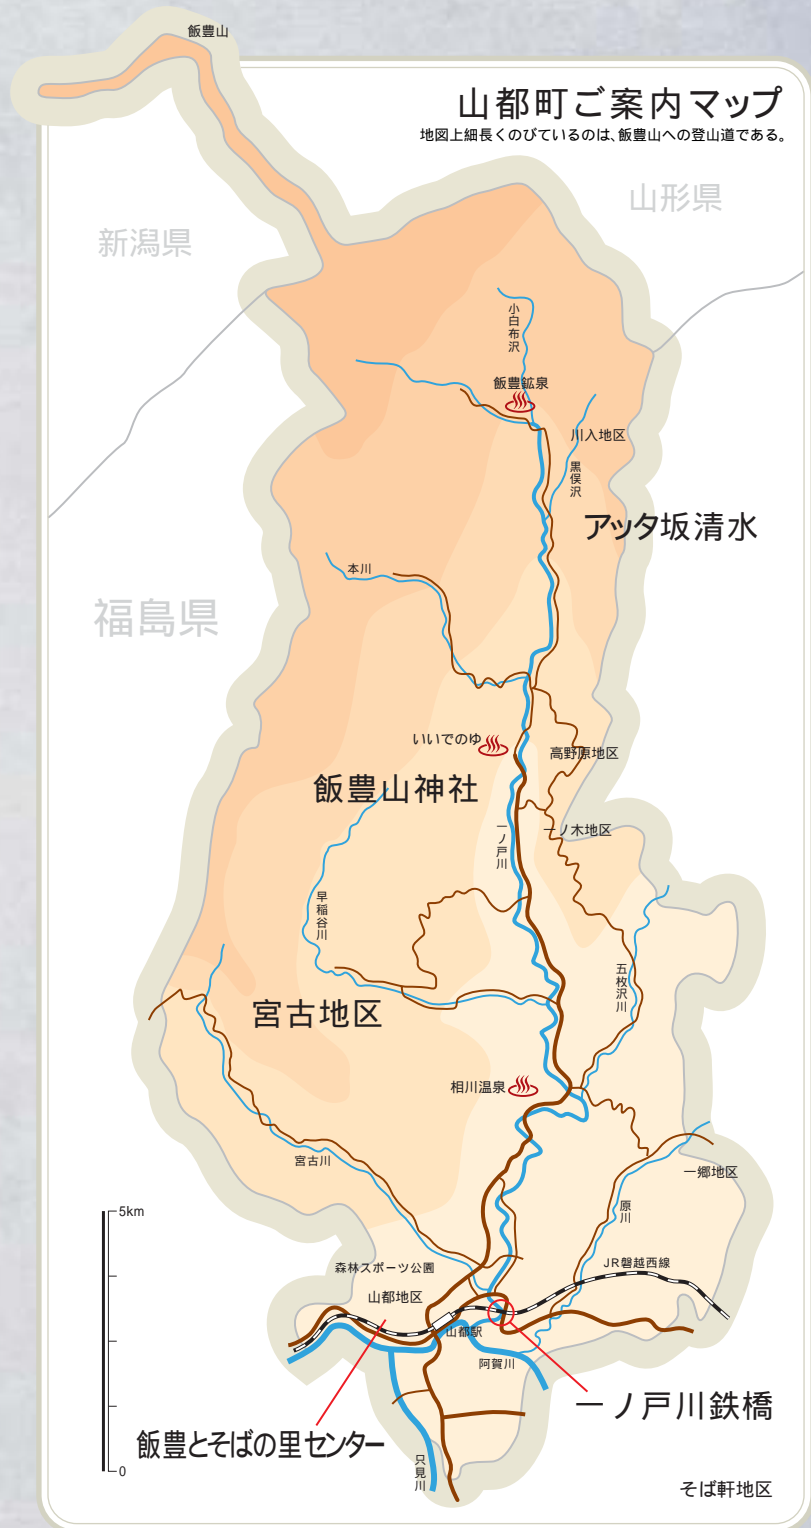 飯豊山
山都町ご案内マップ
地図上細長くのびているのは、飯豊山への登山道である。
山形県
新潟県
小白布沢
飯豊鉱泉
川入地区
黒俣沢
アッタ坂清水
本川
福島県
いいでのゆ
高野原地区
飯豊山神社
一ノ木地区
一ノ戸川
早稲谷川
五枚沢川
宮古地区
相川温泉
宮古川
一郷地区
原川
5km
JR磐越西線
森林スポーツ公園
山都地区
山都駅
阿賀川
一ノ戸川鉄橋
飯豊とそばの里センター
只見川
0
そば軒地区